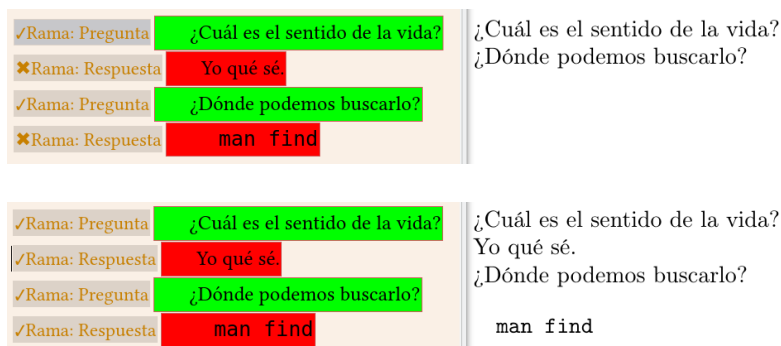 ✓Rama: Pregunta ¿Cuál es el sentido de la vida?
✖Rama: Respuesta Yo qué sé.
✓Rama: Pregunta ¿Dónde podemos buscarlo?
✖Rama: Respuesta man find
¿Cuál es el sentido de la vida?
¿Dónde podemos buscarlo?
✓Rama: Pregunta ¿Cuál es el sentido de la vida?
✓Rama: Respuesta Yo qué sé.
✓Rama: Pregunta ¿Dónde podemos buscarlo?
✓Rama: Respuesta man find
¿Cuál es el sentido de la vida?
Yo qué sé.
¿Dónde podemos buscarlo?
man find